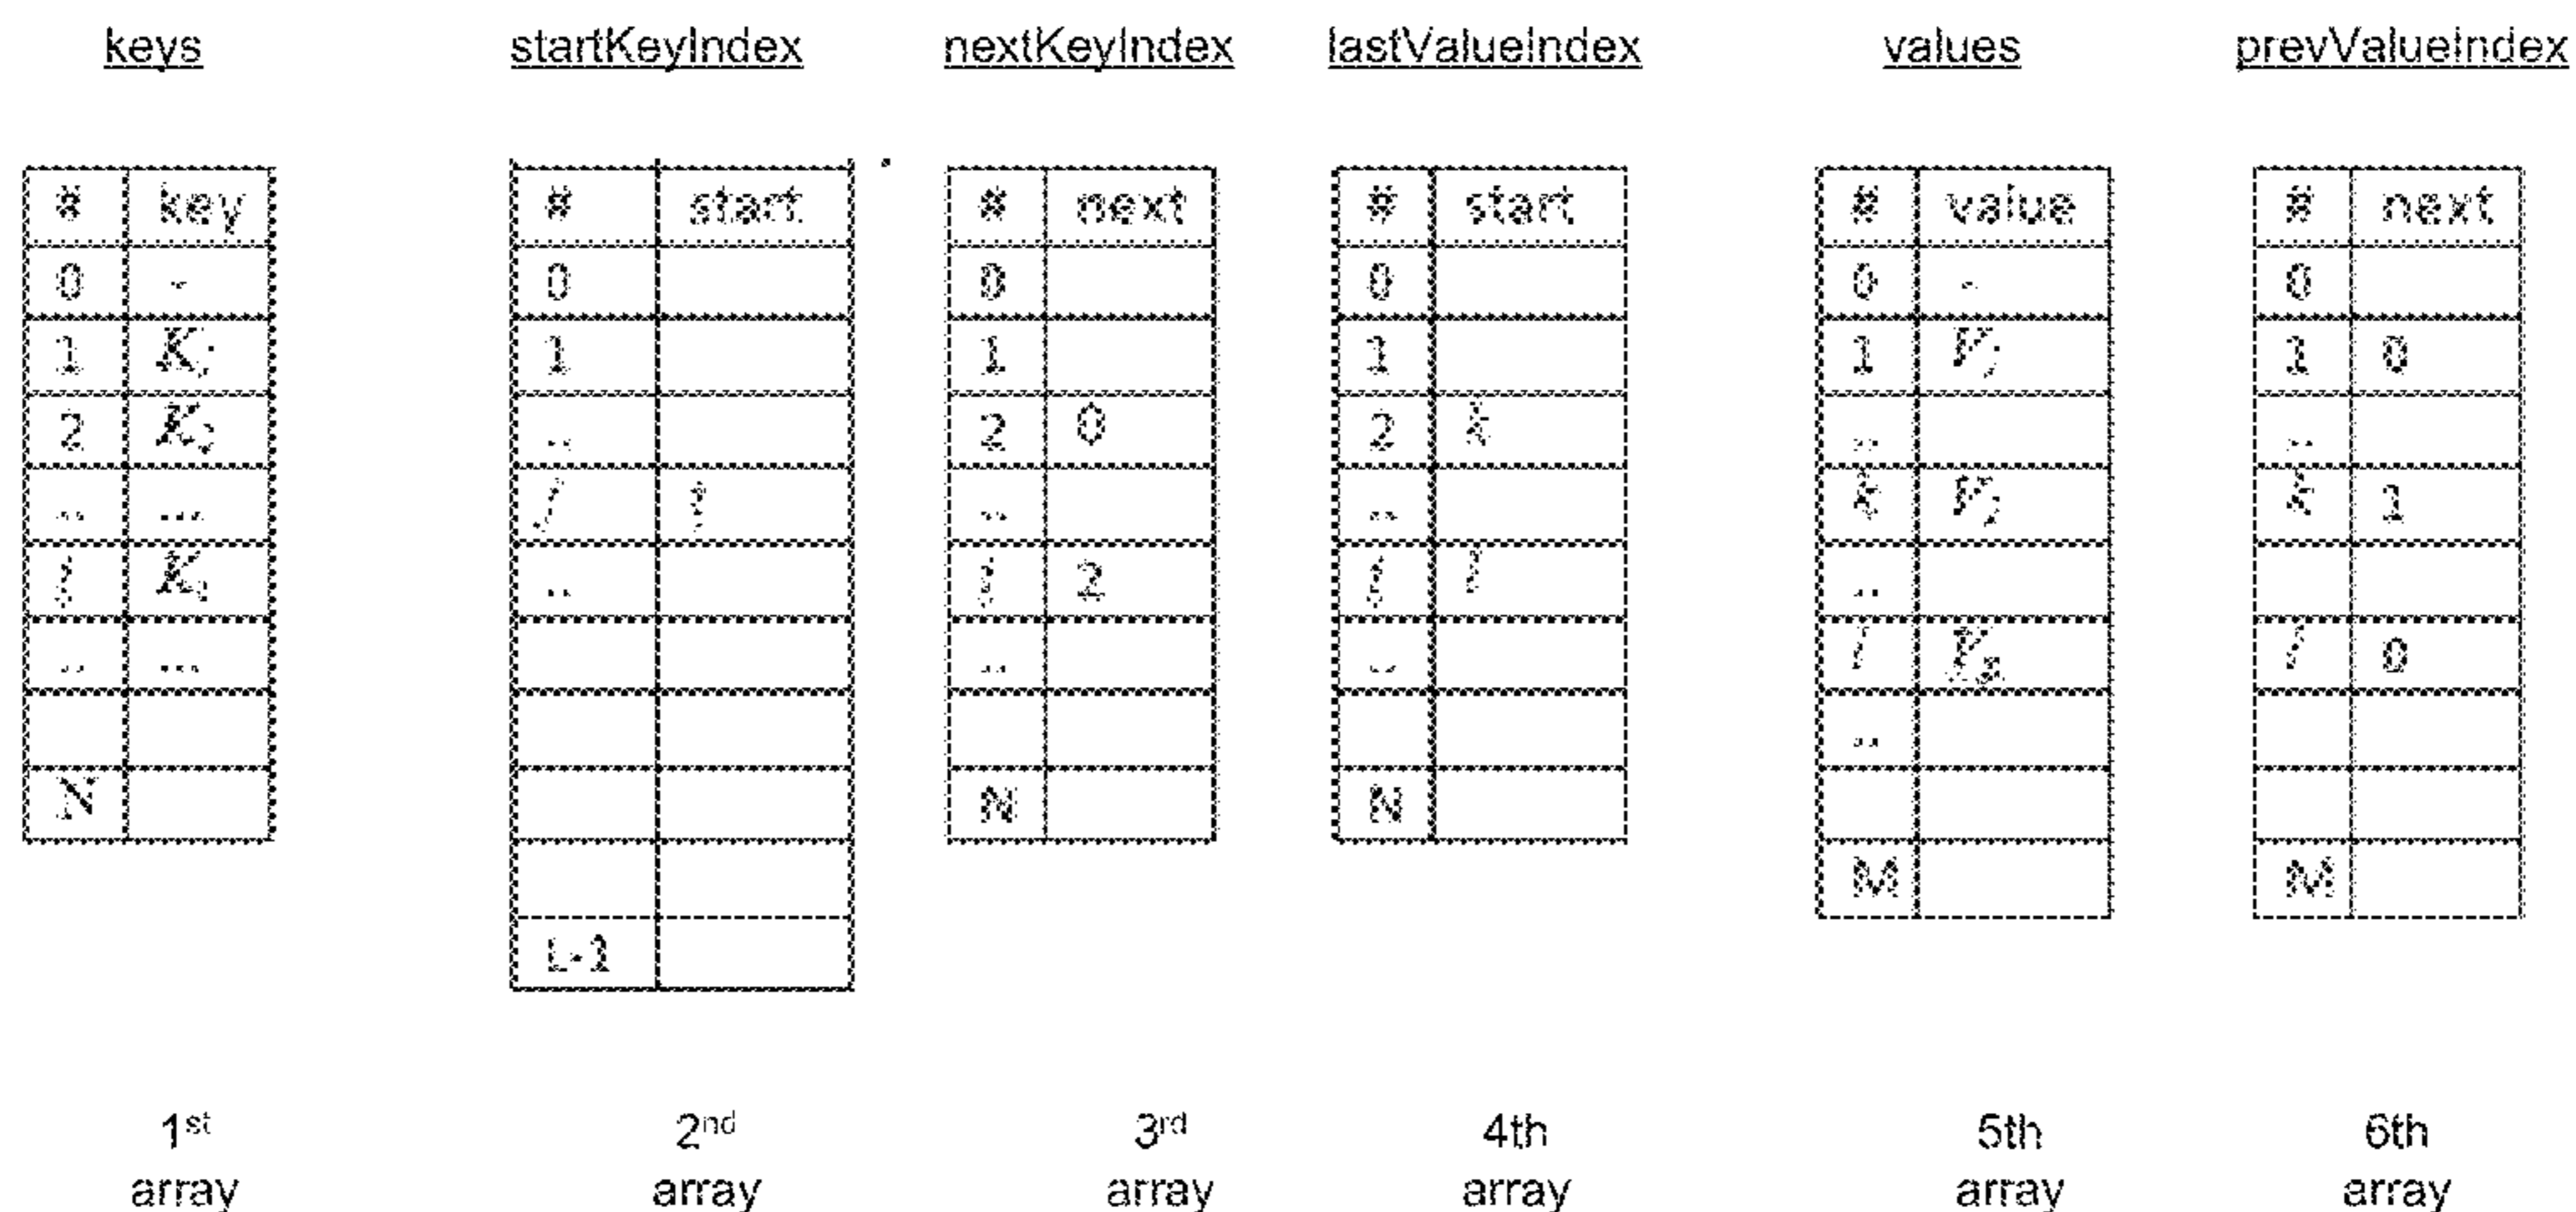 keys startKeyIndex nextKeyIndex lastValueIndex values prevValueIndex
# key # start # next # start # value # next
0 - 0 0 0 0 - 0
1 1 1 1 1 0
2 .. 2 0 2 k .. ..
.. ... j i .. .. k V₂ k 1
i .. i 2 i l ..
.. ... .. .. l l 0
..
N N N
M M
L-1
1st 2nd 3rd 4th 5th 6th
array array array array array array